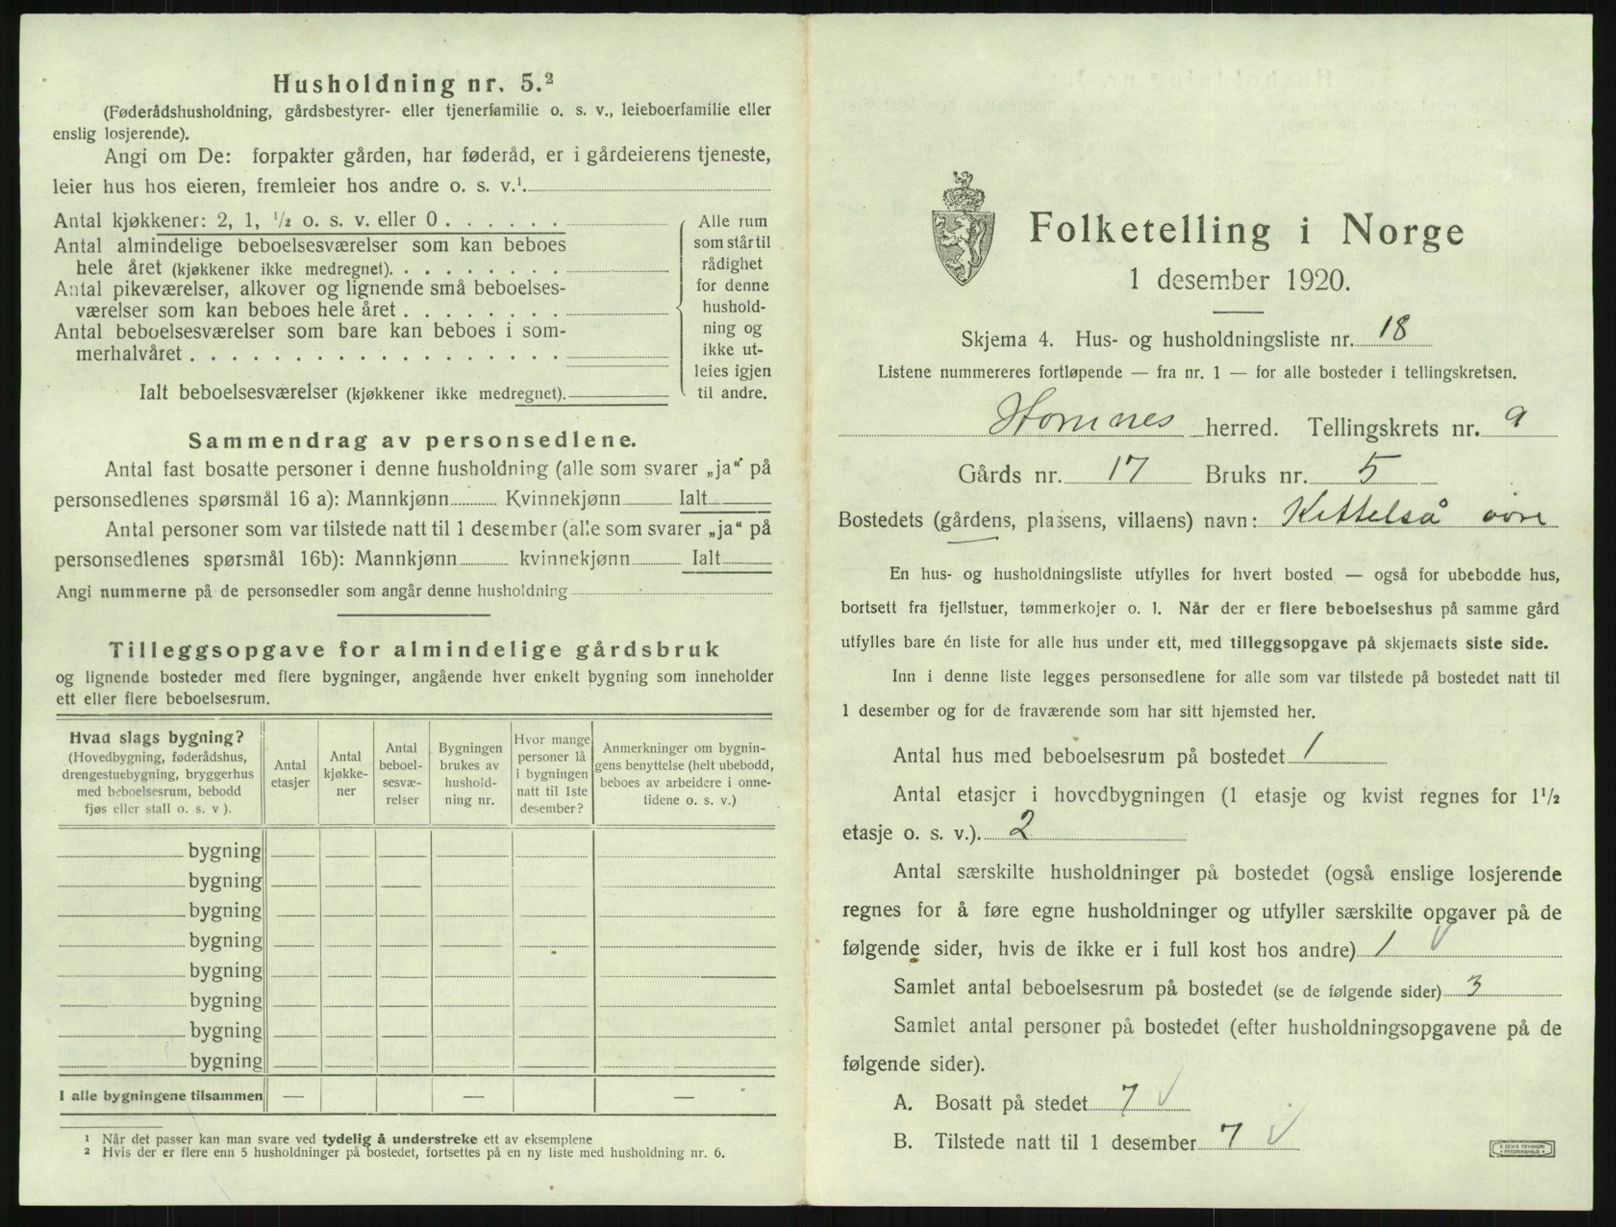 Husholdning nr. 5.²
(Føderådshusholdning, gårdsbestyrer- eller tjenerfamilie o. s. v., leieboerfamilie eller
enslig losjerende).
Angi om De: forpakter gården, har føderåd, er i gårdeierens tjeneste,
leier hus hos eieren, fremleier hos andre o. s. v.¹.
Antal kjøkkener: 2, 1, ½ o. s. v. eller 0 . . . . . .
Antal almindelige beboelsesværelser som kan beboes
hele året (kjøkkener ikke medregnet). . . . . . . . .
Antal pikeværelser, alkover og lignende små beboelses-
værelser som kan beboes hele året . . . . . . . .
Antal beboelsesværelser som bare kan beboes i som-
merhalvåret . . . . . . . . . . . . . . . . . .
Ialt beboelsesværelser (kjøkkener ikke medregnet).
Alle rum
som står til
rådighet
for denne
hushold-
ning og
ikke ut-
leies igjen
til andre.
Sammendrag av personsedlene.
Antal fast bosatte personer i denne husholdning (alle som svarer „ja“ på
personsedlenes spørsmål 16 a): Mannkjønn Kvinnekjønn Ialt
Antal personer som var tilstede natt til 1 desember (alle som svarer „ja“ på
personsedlenes spørsmål 16b): Mannkjønn kvinnekjønn Ialt
Angi nummerne på de personsedler som angår denne husholdning
Tilleggsopgave for almindelige gårdsbruk
og lignende bosteder med flere bygninger, angående hver enkelt bygning som inneholder
ett eller flere beboelsesrum.
Hvad slags bygning?
(Hovedbygning, føderådshus,
drengestuebygning, bryggerhus
med beboelsesrum, bebodd
fjøs eller stall o. s. v ).
Antal
etasjer
Antal
kjøkke-
ner
Antal
beboel-
sesvæ-
relser
Bygningen
brukes av
hushold-
ning nr.
Hvor mange
personer lå
i bygningen
natt til 1ste
desember?
Anmerkninger om bygnin-
gens benyttelse (helt ubebodd,
beboes av arbeidere i onne-
tidene o. s. v.)
bygning
bygning
bygning
bygning
bygning
bygning
bygning
bygning
I alle bygningene tilsammen — — —
¹ Når det passer kan man svare ved tydelig å understreke ett av eksemplene
² Hvis der er flere enn 5 husholdninger på bostedet, fortsettes på en ny liste med husholdning nr. 6.
Folketelling i Norge
1 desember 1920.
Skjema 4. Hus- og husholdningsliste nr. 18
Listene nummereres fortløpende — fra nr. 1 — for alle bosteder i tellingskretsen.
Hornnes herred. Tellingskrets nr. 9
Gårds nr. 17 Bruks nr. 5
Bostedets (gårdens, plassens, villaens) navn: Kettelså övre
En hus- og husholdningsliste utfylles for hvert bosted — også for ubebodde hus,
bortsett fra fjellstuer, tømmerkojer o. l. Når der er flere beboelseshus på samme gård
utfylles bare én liste for alle hus under ett, med tilleggsopgave på skjemaets siste side.
Inn i denne liste legges personsedlene for alle som var tilstede på bostedet natt til
1 desember og for de fraværende som har sitt hjemsted her.
Antal hus med beboelsesrum på bostedet 1
Antal etasjer i hovedbygningen (1 etasje og kvist regnes for 1½
etasje o. s. v.). 2
Antal særskilte husholdninger på bostedet (også enslige losjerende
regnes for å føre egne husholdninger og utfyller særskilte opgaver på de
følgende sider, hvis de ikke er i full kost hos andre) 1 √
Samlet antal beboelsesrum på bostedet (se de følgende sider) 3
Samlet antal personer på bostedet (efter husholdningsopgavene på de
følgende sider).
A. Bosatt på stedet 7 √
B. Tilstede natt til 1 desember 7 √